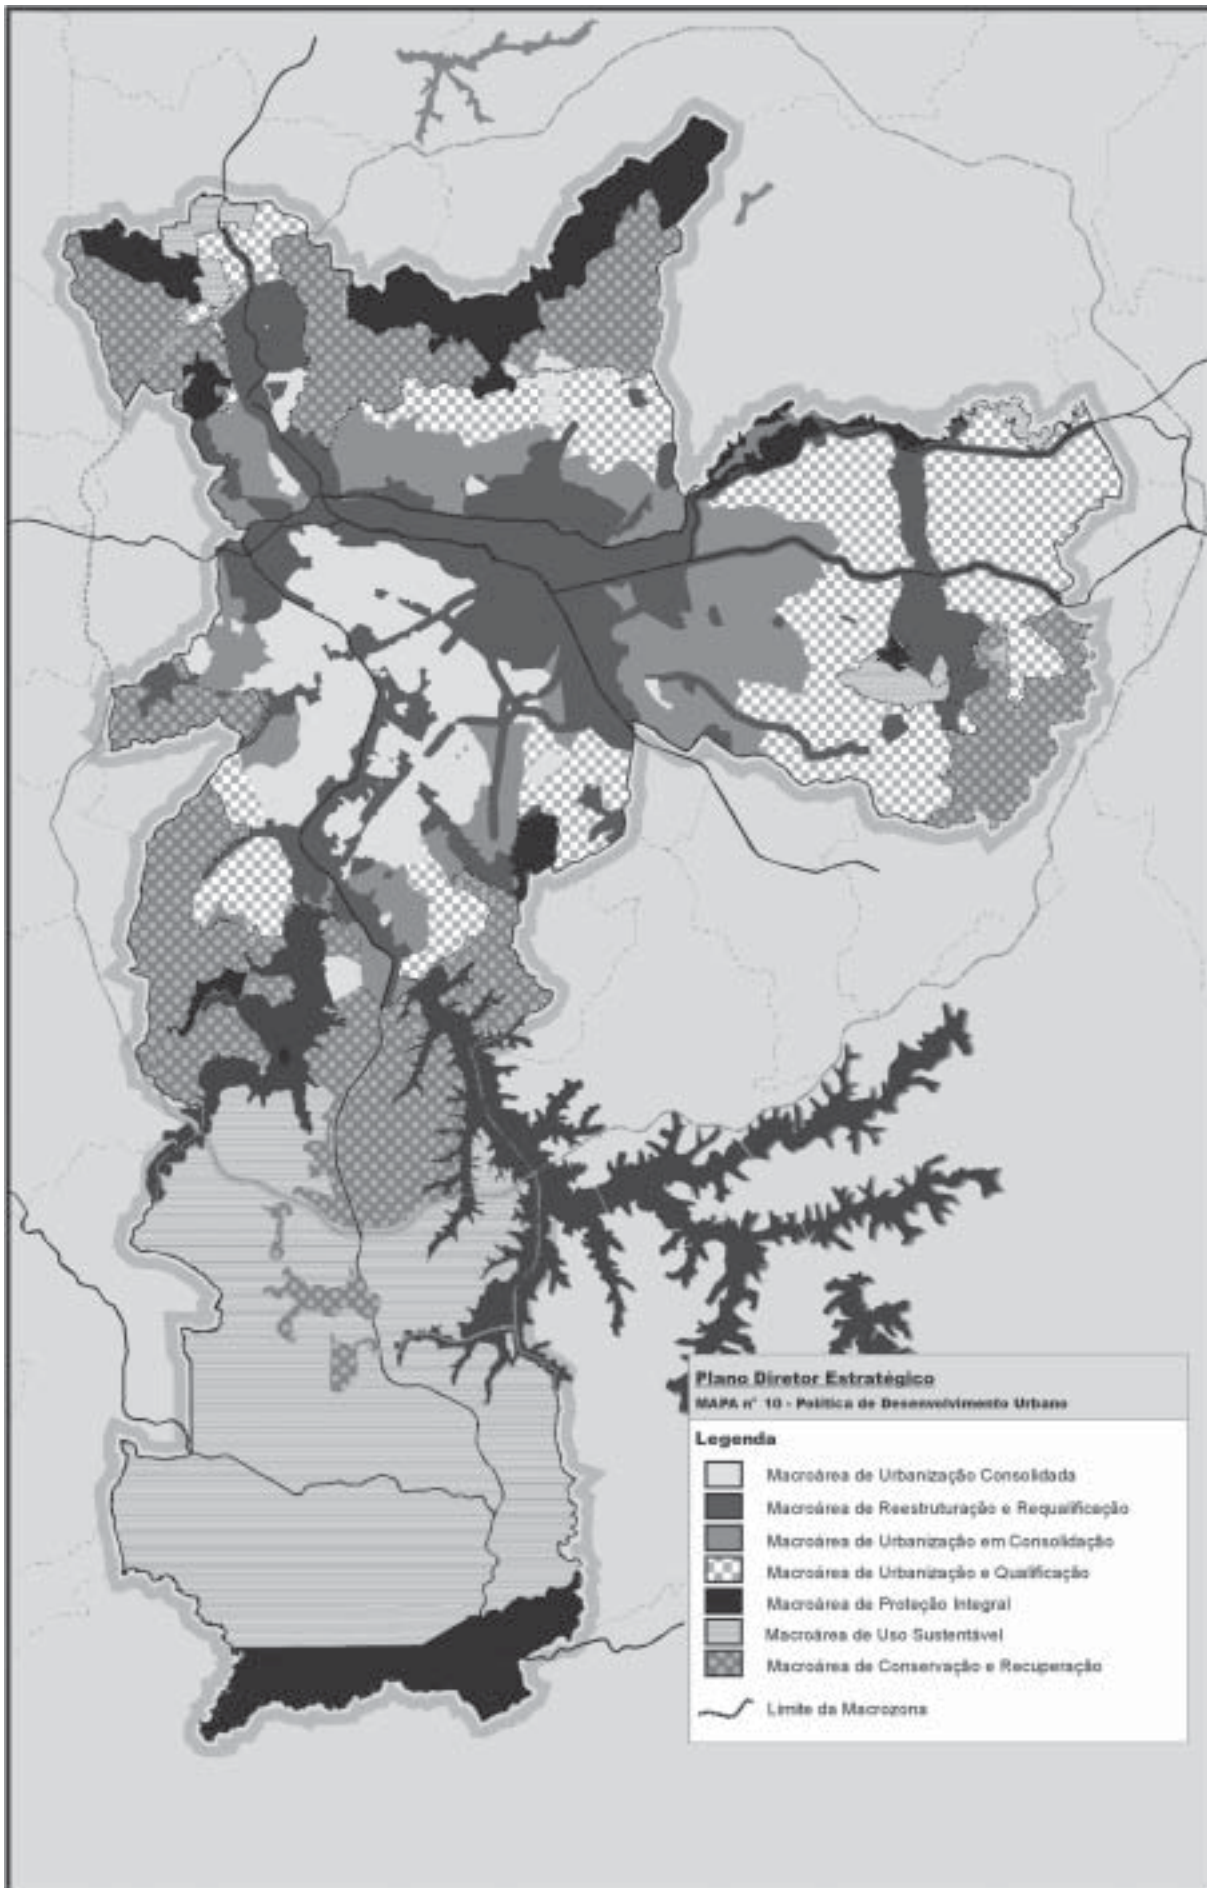 Plano Diretor Estratégico
MAPA n° 10 - Política de Desenvolvimento Urbano
Legenda
Macroárea de Urbanização Consolidada
Macroárea de Reestruturação e Requalificação
Macroárea de Urbanização em Consolidação
Macroárea de Urbanização e Qualificação
Macroárea de Proteção Integral
Macroárea de Uso Sustentável
Macroárea de Conservação e Recuperação
Limite da Macrozona